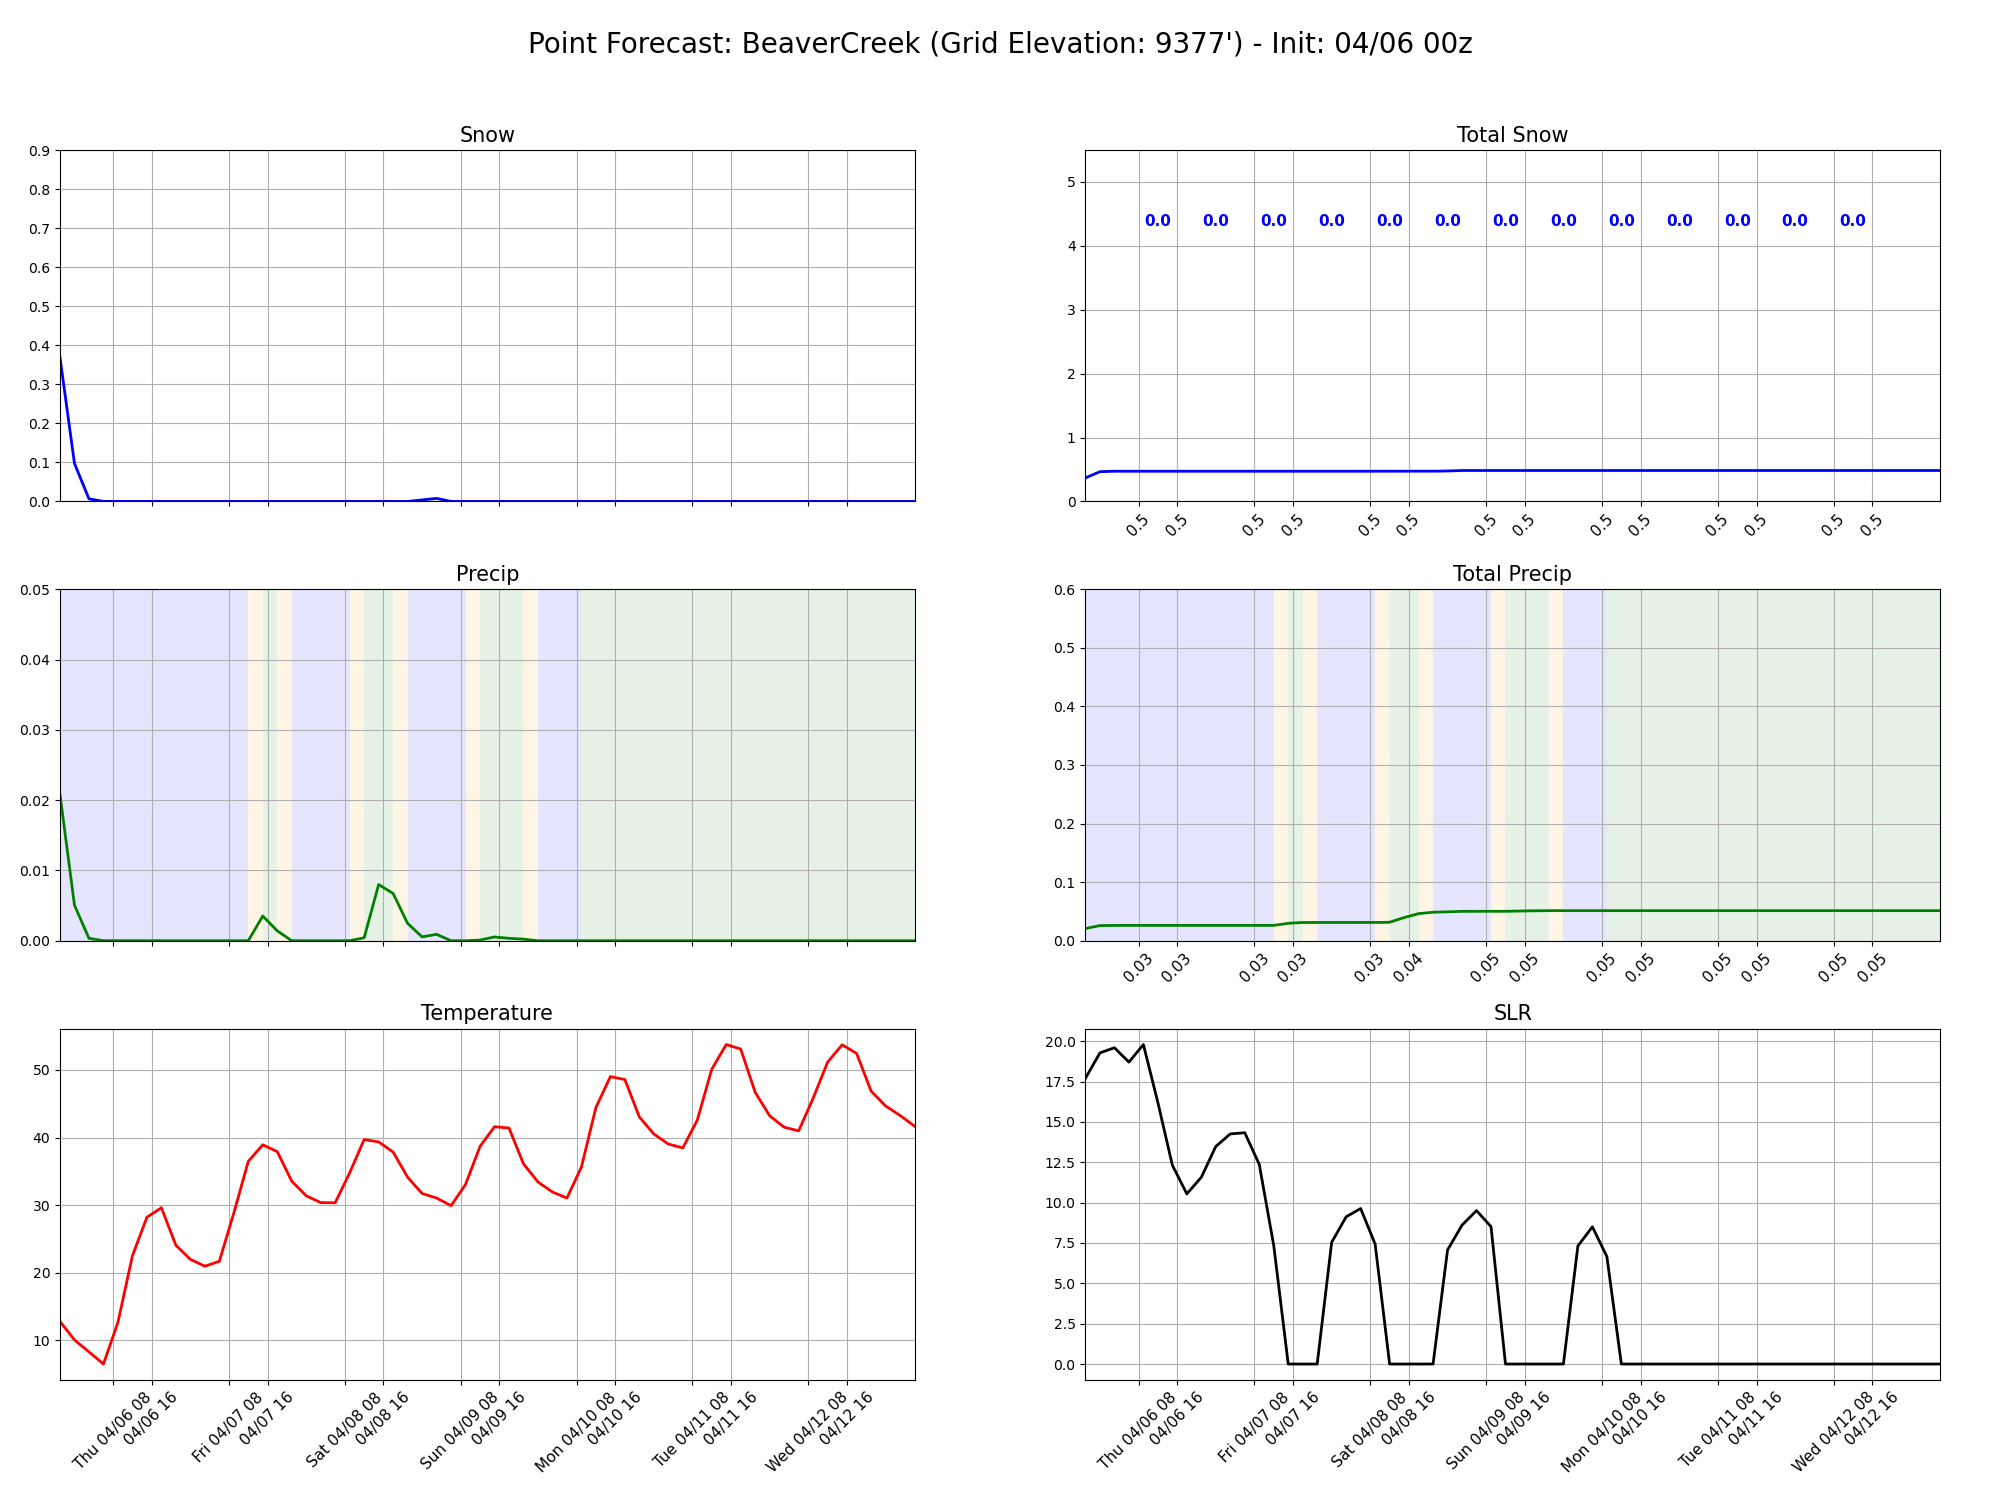 Point Forecast: BeaverCreek (Grid Elevation: 9377') - Init: 04/06 00z
Snow
0.9
0.8
0.7
0.6
0.5
0.4
0.3
0.2
0.1
0.0
Total Snow
5
4
3
2
1
0
0.0 0.0 0.0 0.0 0.0 0.0 0.0 0.0 0.0 0.0 0.0 0.0 0.0
0.5 0.5 0.5 0.5 0.5 0.5 0.5 0.5 0.5 0.5 0.5 0.5 0.5 0.5
Precip
0.05
0.04
0.03
0.02
0.01
0.00
Total Precip
0.6
0.5
0.4
0.3
0.2
0.1
0.0
0.03 0.03 0.03 0.03 0.03 0.04 0.05 0.05 0.05 0.05 0.05 0.05 0.05 0.05
Temperature
50
40
30
20
10
Thu 04/06 08
04/06 16
Fri 04/07 08
04/07 16
Sat 04/08 08
04/08 16
Sun 04/09 08
04/09 16
Mon 04/10 08
04/10 16
Tue 04/11 08
04/11 16
Wed 04/12 08
04/12 16
SLR
20.0
17.5
15.0
12.5
10.0
7.5
5.0
2.5
0.0
Thu 04/06 08
04/06 16
Fri 04/07 08
04/07 16
Sat 04/08 08
04/08 16
Sun 04/09 08
04/09 16
Mon 04/10 08
04/10 16
Tue 04/11 08
04/11 16
Wed 04/12 08
04/12 16